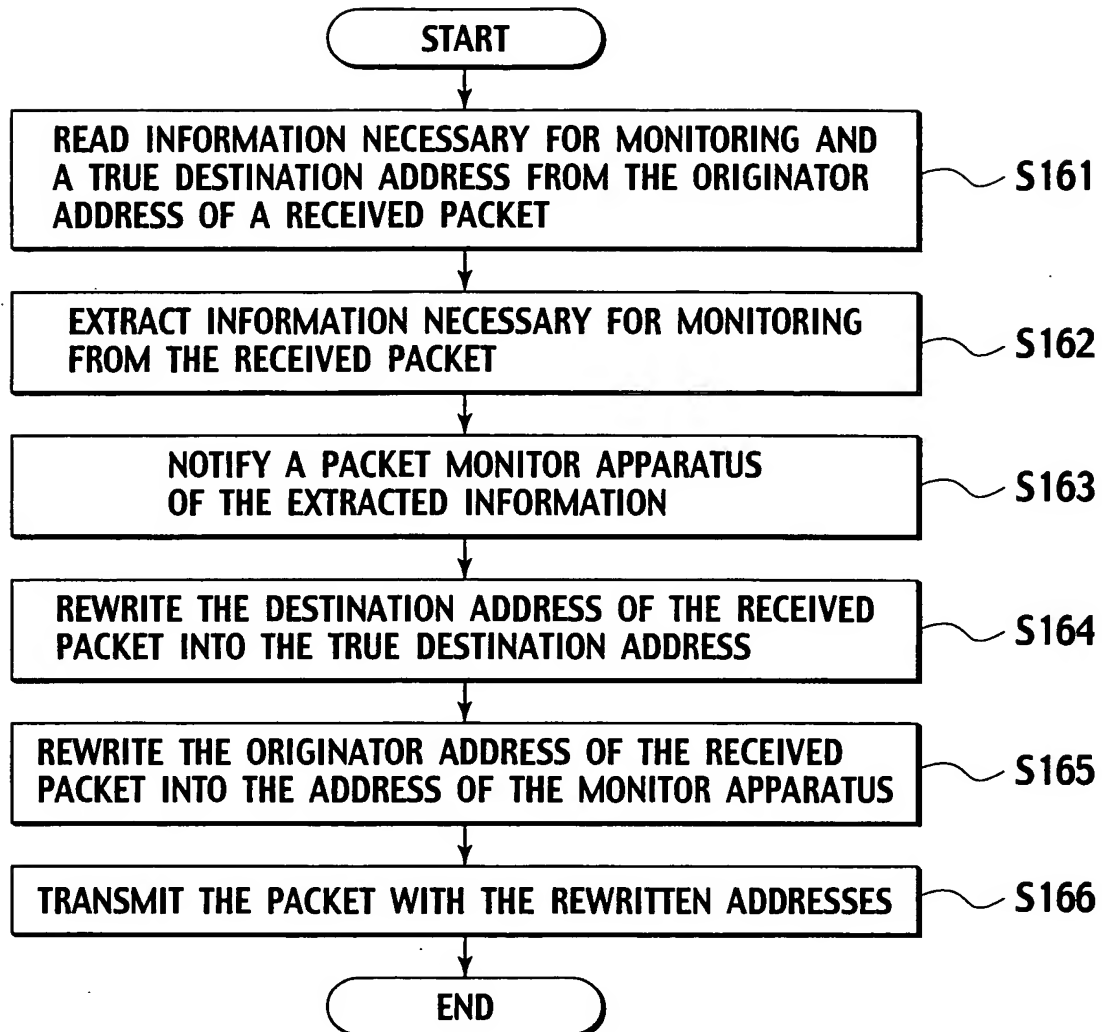 START
READ INFORMATION NECESSARY FOR MONITORING AND
A TRUE DESTINATION ADDRESS FROM THE ORIGINATOR
ADDRESS OF A RECEIVED PACKET
S161
EXTRACT INFORMATION NECESSARY FOR MONITORING
FROM THE RECEIVED PACKET
S162
NOTIFY A PACKET MONITOR APPARATUS
OF THE EXTRACTED INFORMATION
S163
REWRITE THE DESTINATION ADDRESS OF THE RECEIVED
PACKET INTO THE TRUE DESTINATION ADDRESS
S164
REWRITE THE ORIGINATOR ADDRESS OF THE RECEIVED
PACKET INTO THE ADDRESS OF THE MONITOR APPARATUS
S165
TRANSMIT THE PACKET WITH THE REWRITTEN ADDRESSES
S166
END